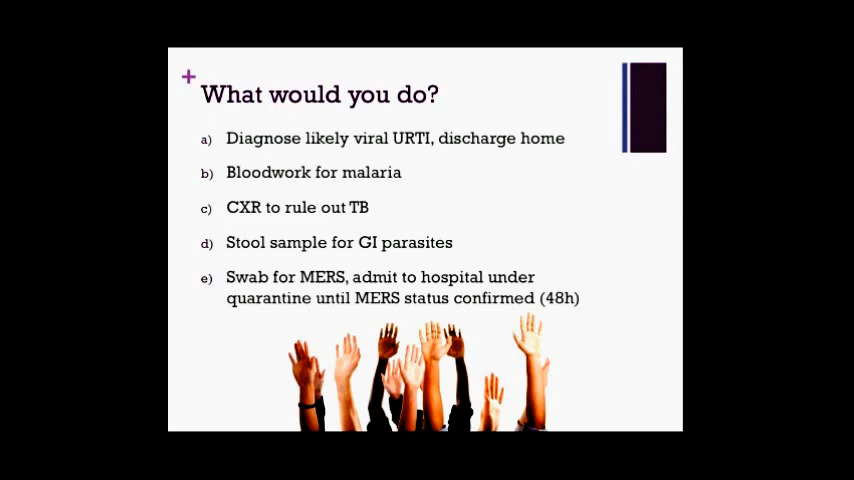 What would you do?
a) Diagnose likely viral URTI, discharge home
b) Bloodwork for malaria
c) CXR to rule out TB
d) Stool sample for GI parasites
e) Swab for MERS, admit to hospital under
quarantine until MERS status confirmed (48h)